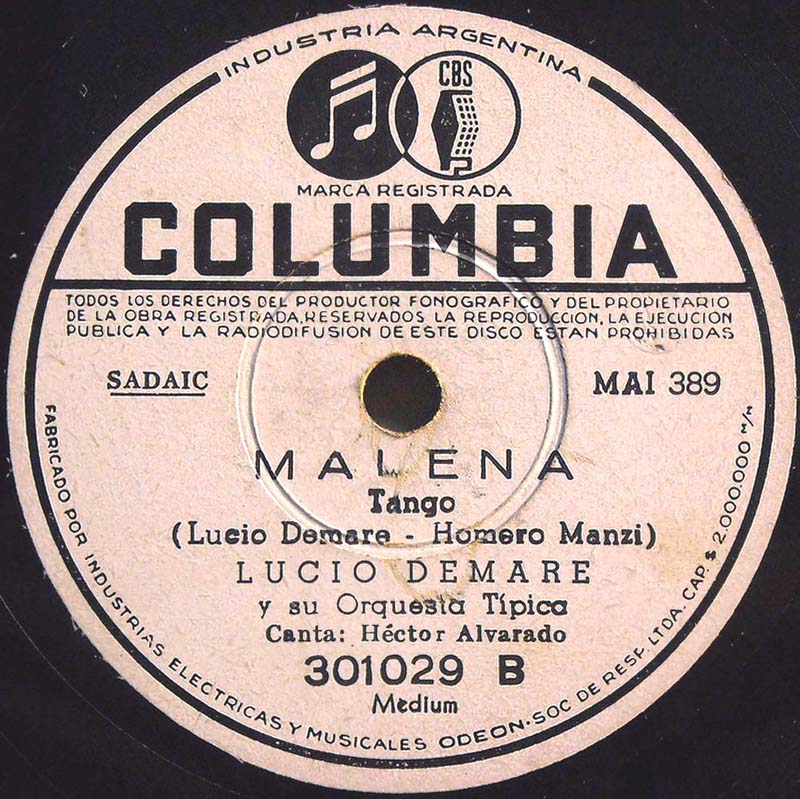 INDUSTRIA ARGENTINA
CBS
MARCA REGISTRADA
COLUMBIA
TODOS LOS DERECHOS DEL PRODUCTOR FONOGRAFICO Y DEL PROPIETARIO
DE LA OBRA REGISTRADA, RESERVADOS LA REPRODUCCION, LA EJECUCION
PUBLICA Y LA RADIODIFUSION DE ESTE DISCO ESTAN PROHIBIDAS
SADAIC
MAI 389
MALENA
Tango
(Lucio Demare - Homero Manzi)
LUCIO DEMARE
y su Orquesta Típica
Canta: Héctor Alvarado
301029 B
Medium
FABRICADO POR INDUSTRIAS ELECTRICAS Y MUSICALES ODEON-SOC DE RESP. LTDA. CAP. $ 2.000.000 M/N